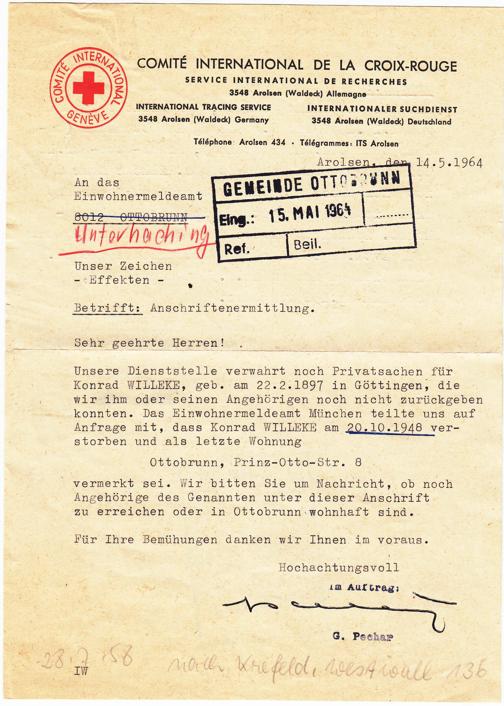 COMITÉ INTERNATIONAL
GENÈVE
COMITÉ INTERNATIONAL DE LA CROIX-ROUGE
SERVICE INTERNATIONAL DE RECHERCHES
3548 Arolsen (Waldeck) Allemagne
INTERNATIONAL TRACING SERVICE
3548 Arolsen (Waldeck) Germany
INTERNATIONALER SUCHDIENST
3548 Arolsen (Waldeck) Deutschland
Téléphone: Arolsen 434 · Télégrammes: ITS Arolsen
Arolsen, den 14.5.1964
An das
Einwohnermeldeamt
8012 OTTOBRUNN
Unterhaching
GEMEINDE OTTOBRUNN
Eing.: 15. MAI 1964
Ref. Beil.
Unser Zeichen
- Effekten -
Betrifft: Anschriftenermittlung.
Sehr geehrte Herren!
Unsere Dienststelle verwahrt noch Privatsachen für
Konrad WILLEKE, geb. am 22.2.1897 in Göttingen, die
wir ihm oder seinen Angehörigen noch nicht zurückgeben
konnten. Das Einwohnermeldeamt München teilte uns auf
Anfrage mit, dass Konrad WILLEKE am 20.10.1948 ver-
storben und als letzte Wohnung
Ottobrunn, Prinz-Otto-Str. 8
vermerkt sei. Wir bitten Sie um Nachricht, ob noch
Angehörige des Genannten unter dieser Anschrift
zu erreichen oder in Ottobrunn wohnhaft sind.
Für Ihre Bemühungen danken wir Ihnen im voraus.
Hochachtungsvoll
im Auftrag:
G. Pechar
28.7.58 nach Krefeld, Westwall 136
IW